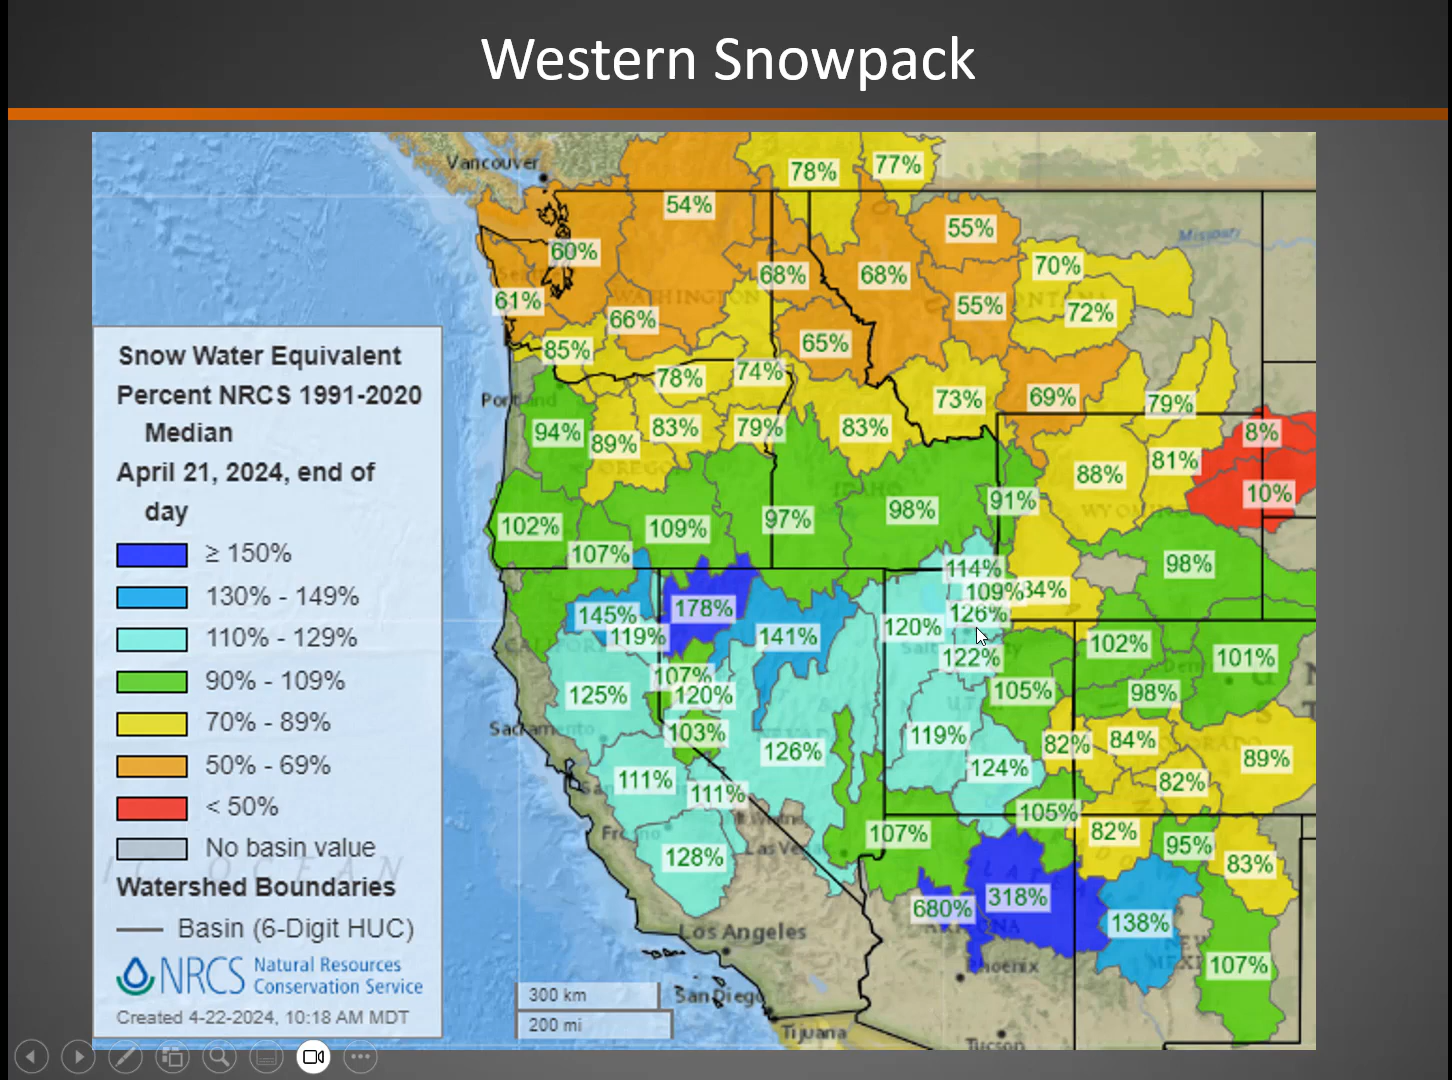 Western Snowpack
Vancouver
78%
77%
54%
55%
Missouri
60%
70%
68%
68%
61%
WASHINGTON
55%
72%
66%
65%
85%
78%
74%
73%
69%
79%
Portland
94%
89%
83%
79%
83%
8%
81%
88%
10%
OREGON
IDAHO
WYOMING
102%
109%
97%
98%
91%
107%
98%
114%
109%
84%
145%
178%
126%
119%
141%
120%
122%
102%
101%
107%
120%
125%
105%
98%
Sacramento
103%
126%
119%
82%
84%
89%
UTAH
NEVADA
COLORADO
124%
111%
111%
82%
105%
Fresno
Las Vegas
107%
82%
95%
83%
128%
318%
680%
138%
ARIZONA
NEW
MEXI
Los Angeles
107%
Phoenix
San Diego
Tijuana
Tucson
Snow Water Equivalent
Percent NRCS 1991-2020
Median
April 21, 2024, end of
day
≥ 150%
130% - 149%
110% - 129%
90% - 109%
70% - 89%
50% - 69%
< 50%
No basin value
OCEAN
Watershed Boundaries
Basin (6-Digit HUC)
NRCS Natural Resources
Conservation Service
Created 4-22-2024, 10:18 AM MDT
300 km
200 mi